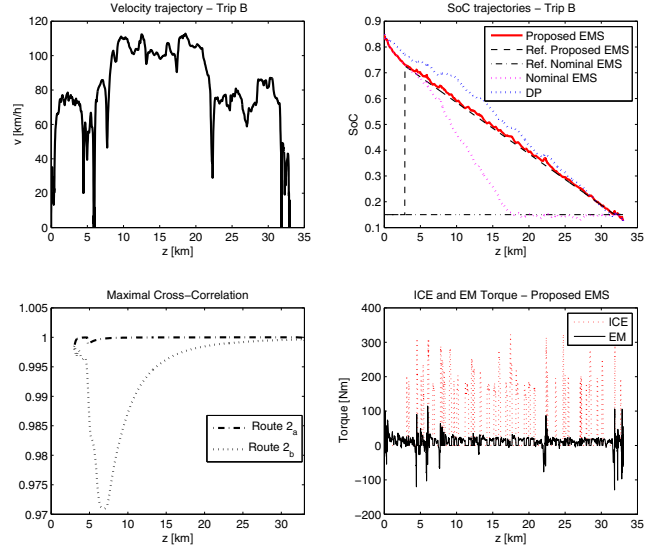 Velocity trajectory – Trip B
120
100
80
60
40
20
0
v [km/h]
0 5 10 15 20 25 30 35
z [km]
SoC trajectories – Trip B
0.9
0.8
0.7
0.6
0.5
0.4
0.3
0.2
0.1
SoC
Proposed EMS
Ref. Proposed EMS
Ref. Nominal EMS
Nominal EMS
DP
0 5 10 15 20 25 30 35
z [km]
Maximal Cross−Correlation
1.005
1
0.995
0.99
0.985
0.98
0.975
0.97
Route 2a
Route 2b
0 5 10 15 20 25 30
z [km]
ICE and EM Torque – Proposed EMS
400
300
200
100
0
−100
−200
Torque [Nm]
ICE
EM
0 5 10 15 20 25 30 35
z [km]